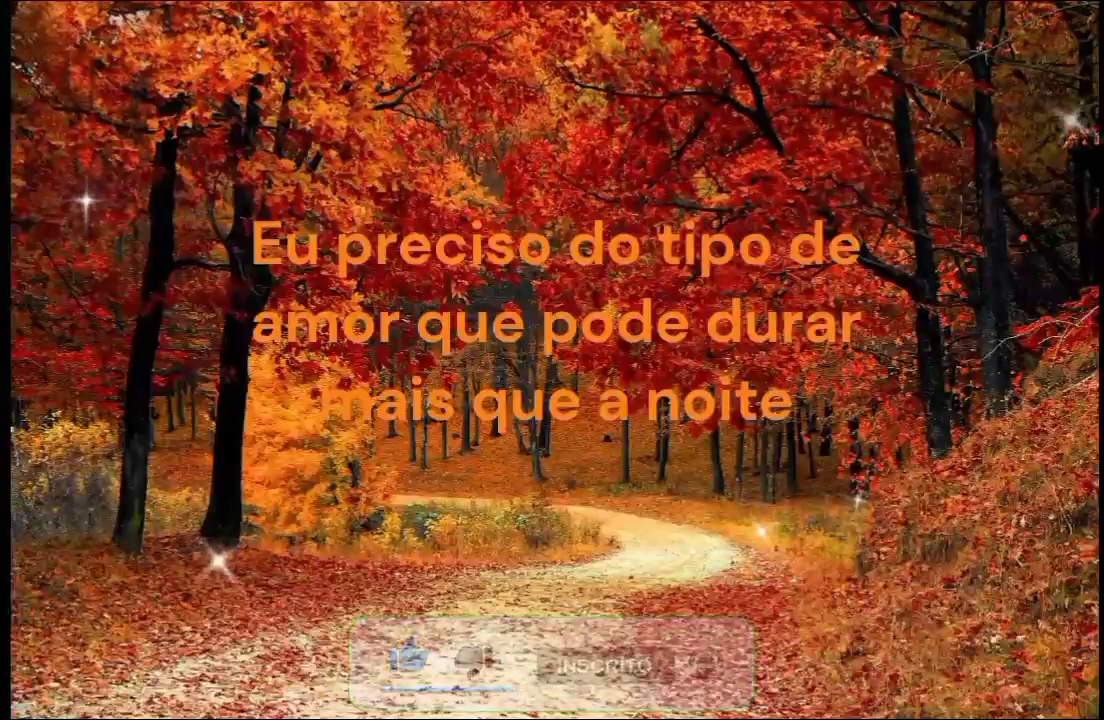 Eu preciso do tipo de
amor que pode durar
mais que a noite
INSCRITO